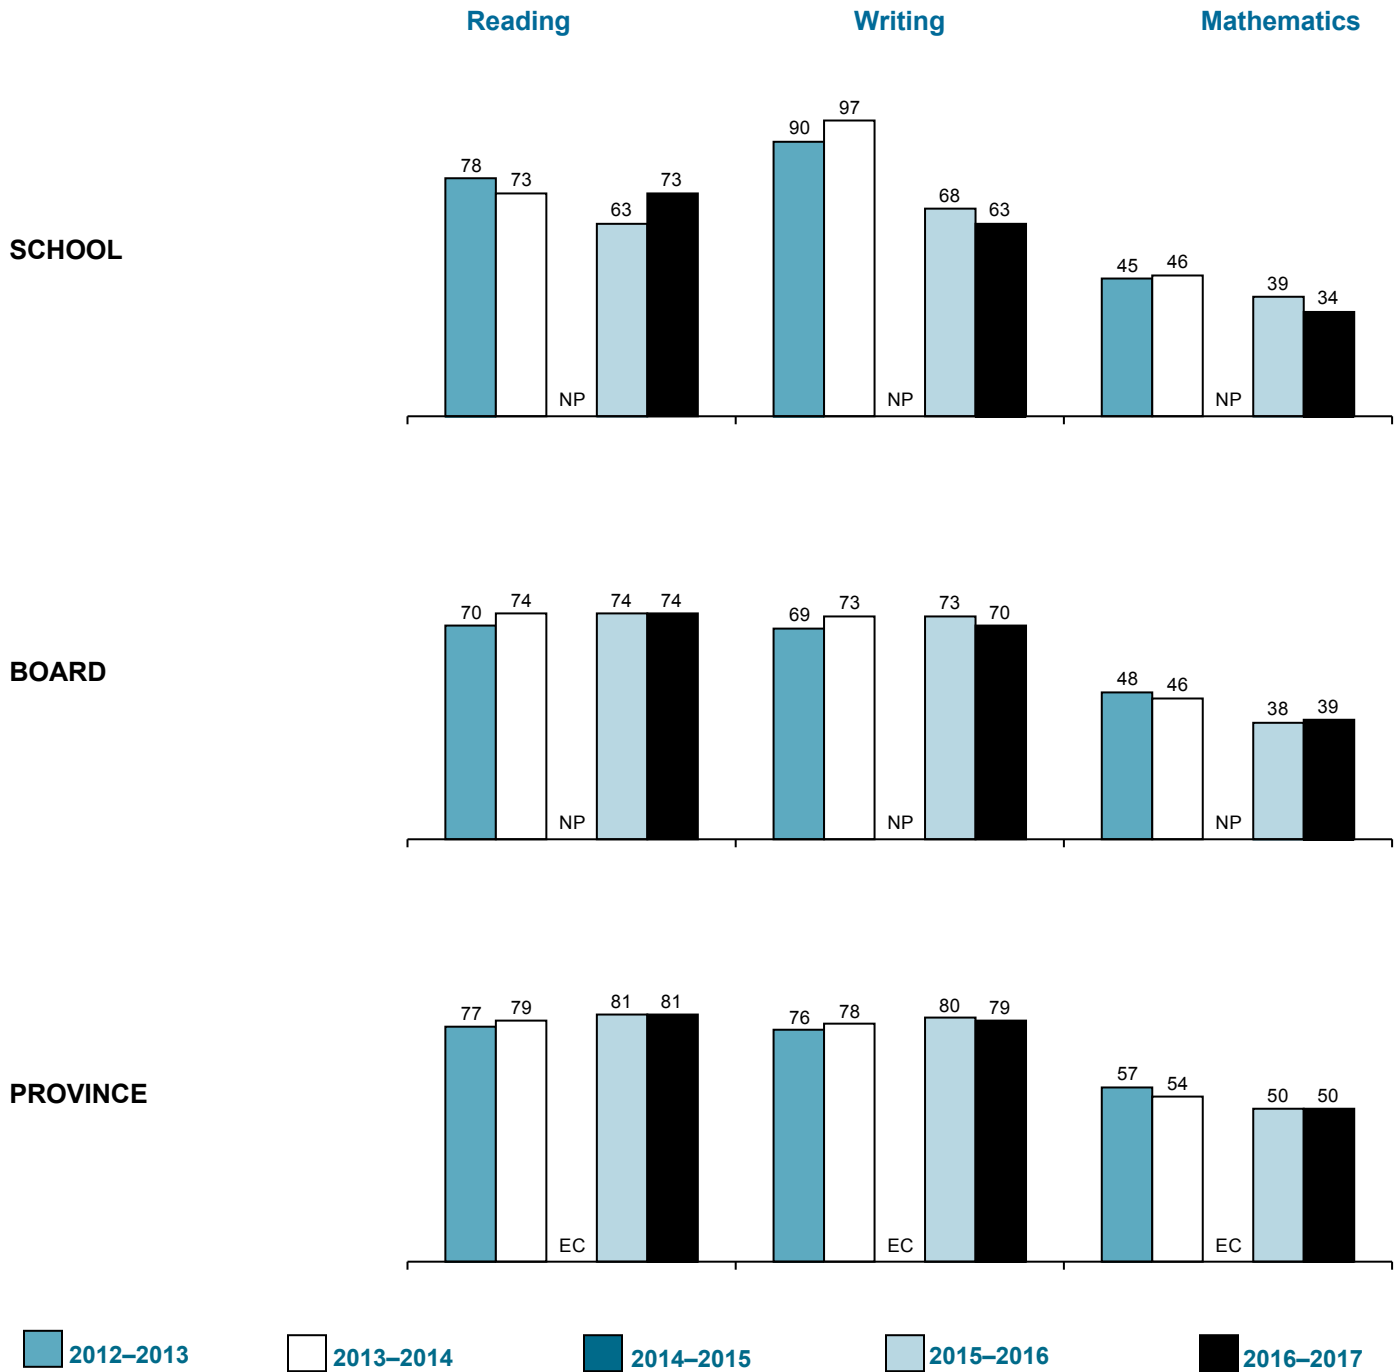 Reading Writing Mathematics
SCHOOL
78 73 NP 63 73 90 97 NP 68 63 45 46 NP 39 34
BOARD
70 74 NP 74 74 69 73 NP 73 70 48 46 NP 38 39
PROVINCE
77 79 EC 81 81 76 78 EC 80 79 57 54 EC 50 50
2012–2013 2013–2014 2014–2015 2015–2016 2016–2017